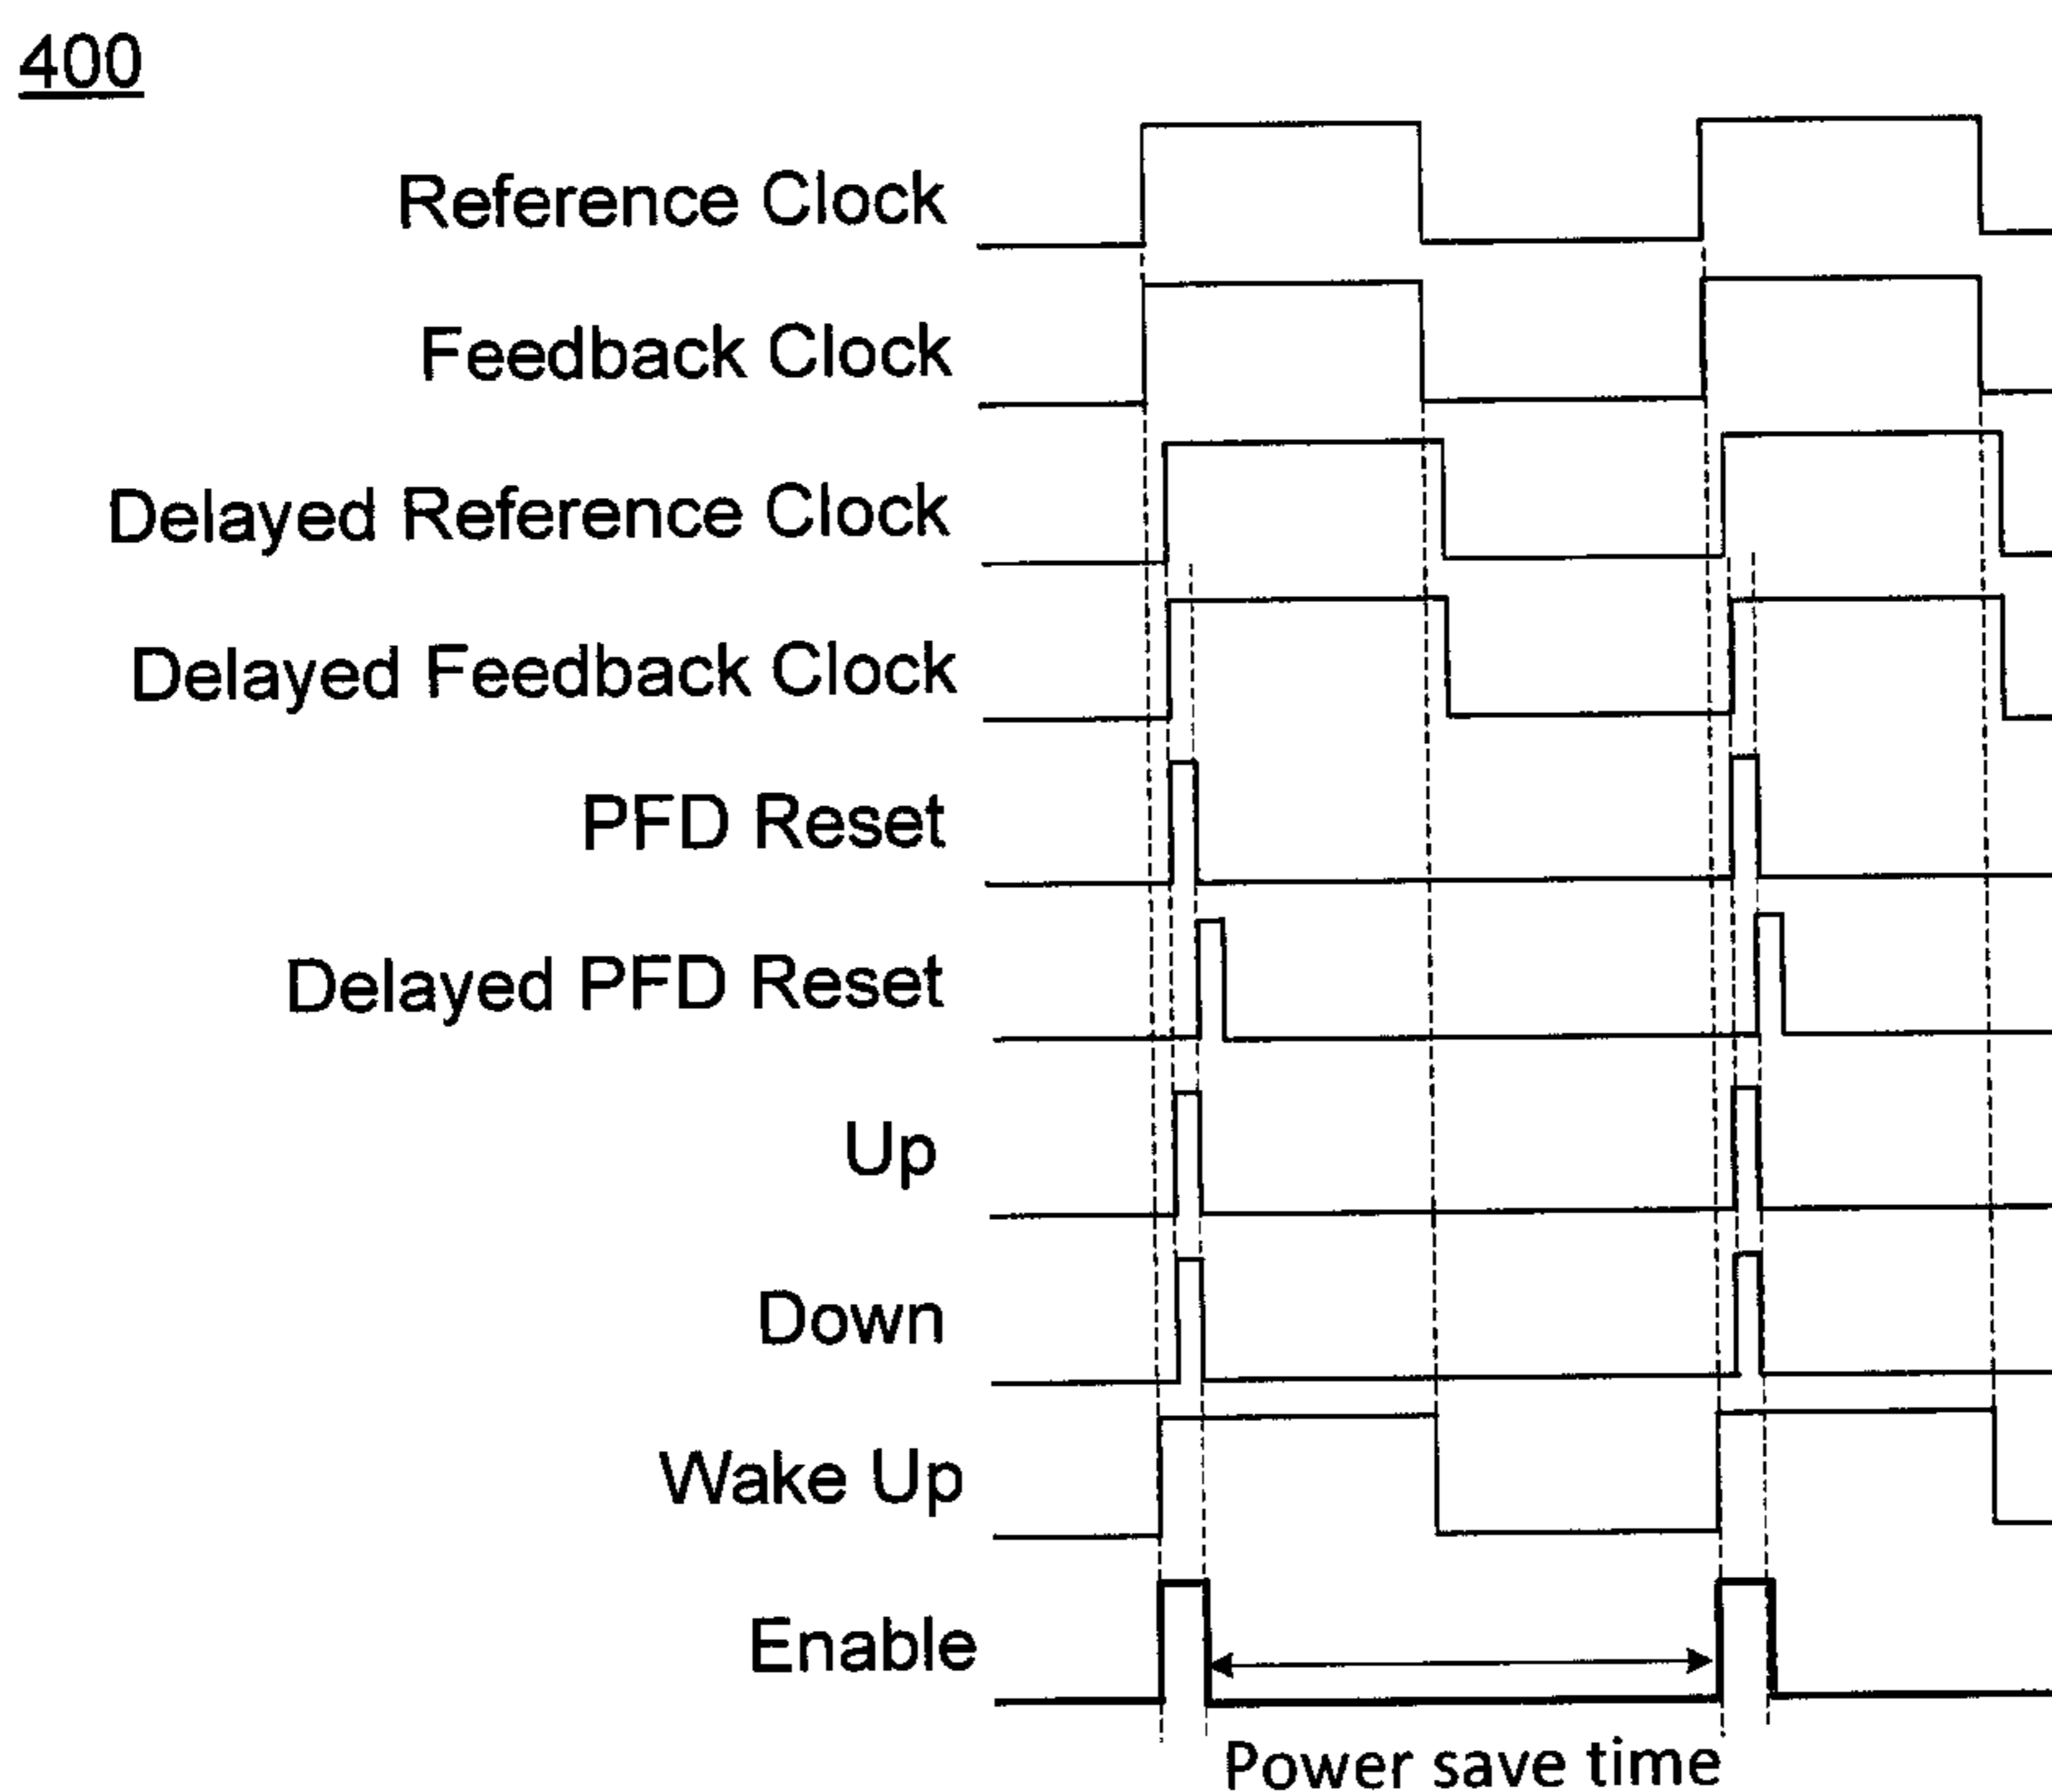 400
Reference Clock
Feedback Clock
Delayed Reference Clock
Delayed Feedback Clock
PFD Reset
Delayed PFD Reset
Up
Down
Wake Up
Enable
Power save time